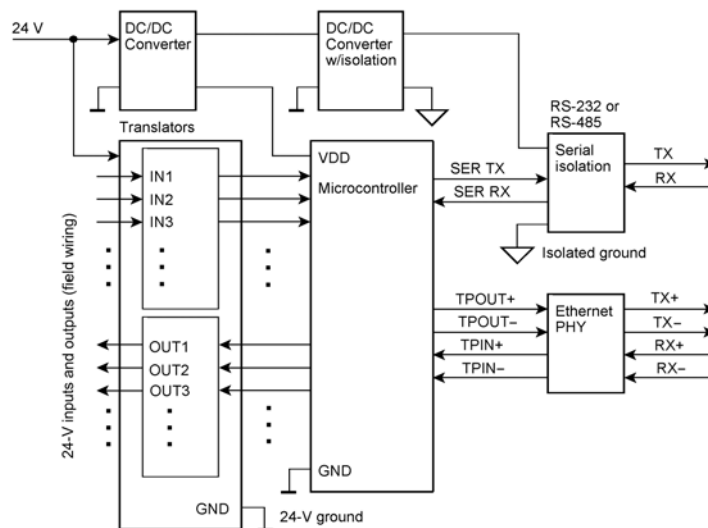 24 V
DC/DC
Converter
DC/DC
Converter
w/isolation
RS-232 or
RS-485
Translators
VDD
Microcontroller
Serial
isolation
SER TX
SER RX
TX
RX
Isolated ground
IN1
IN2
IN3
24-V inputs and outputs (field wiring)
TPOUT+
TPOUT–
TPIN+
TPIN–
Ethernet
PHY
TX+
TX–
RX+
RX–
OUT1
OUT2
OUT3
GND
GND
24-V ground